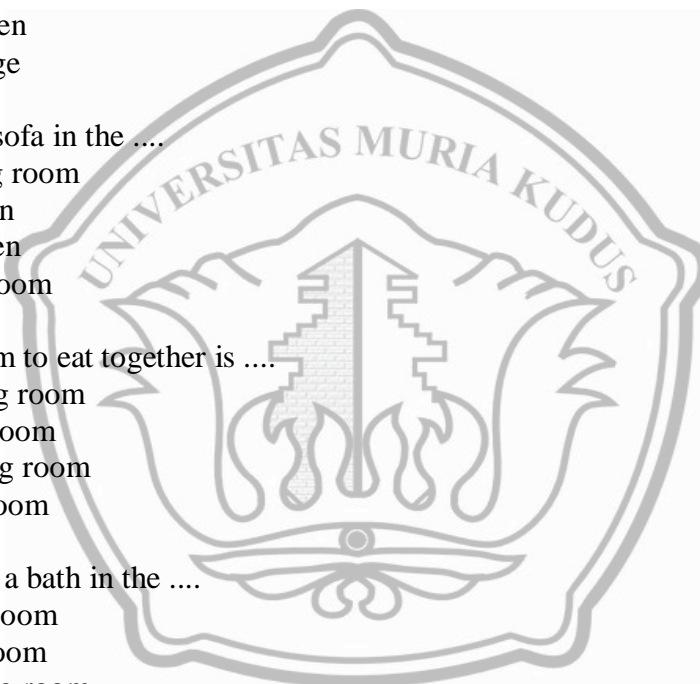 en
ge
sofa in the ....
g room
n
en
oom
m to eat together is ....
g room
oom
g room
oom
a bath in the ....
oom
oom
room
UNIVERSITAS MURIA KUDUS